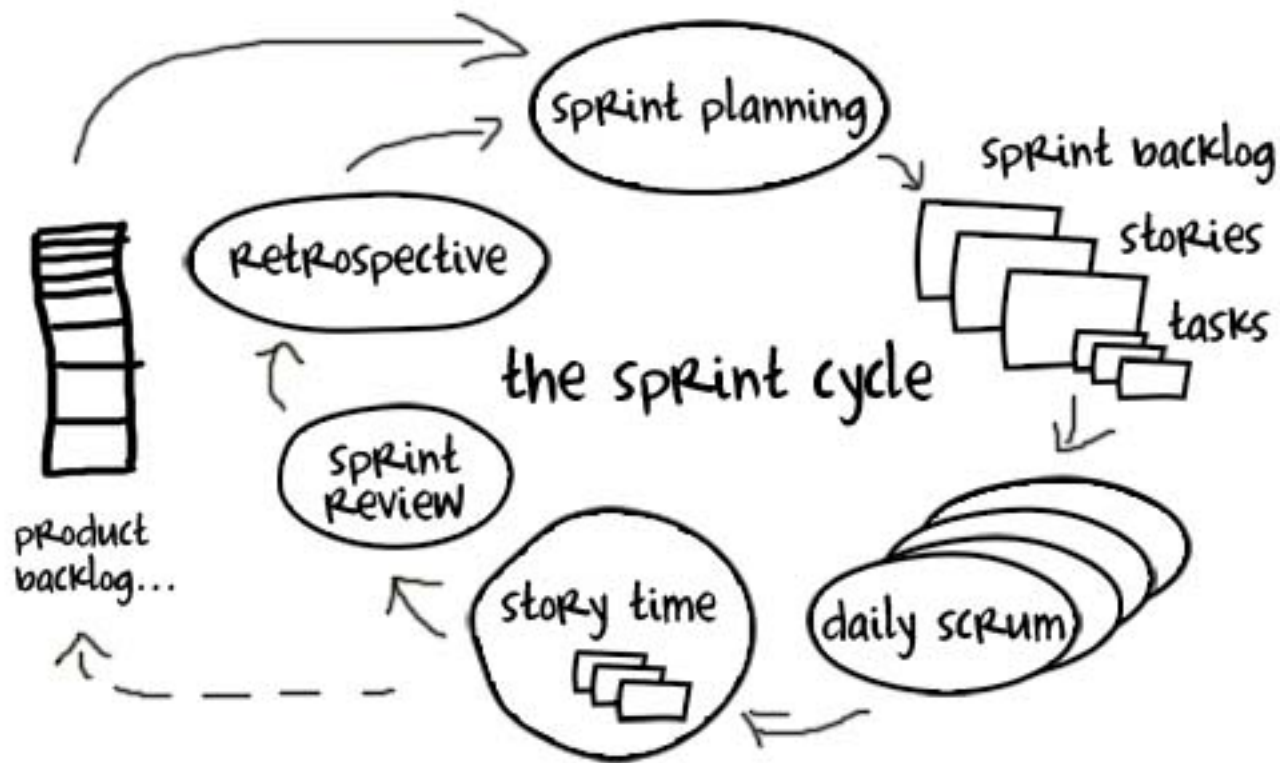 sprint planning
sprint backlog
stories
tasks
retrospective
the sprint cycle
sprint
review
product
backlog...
story time
daily scrum